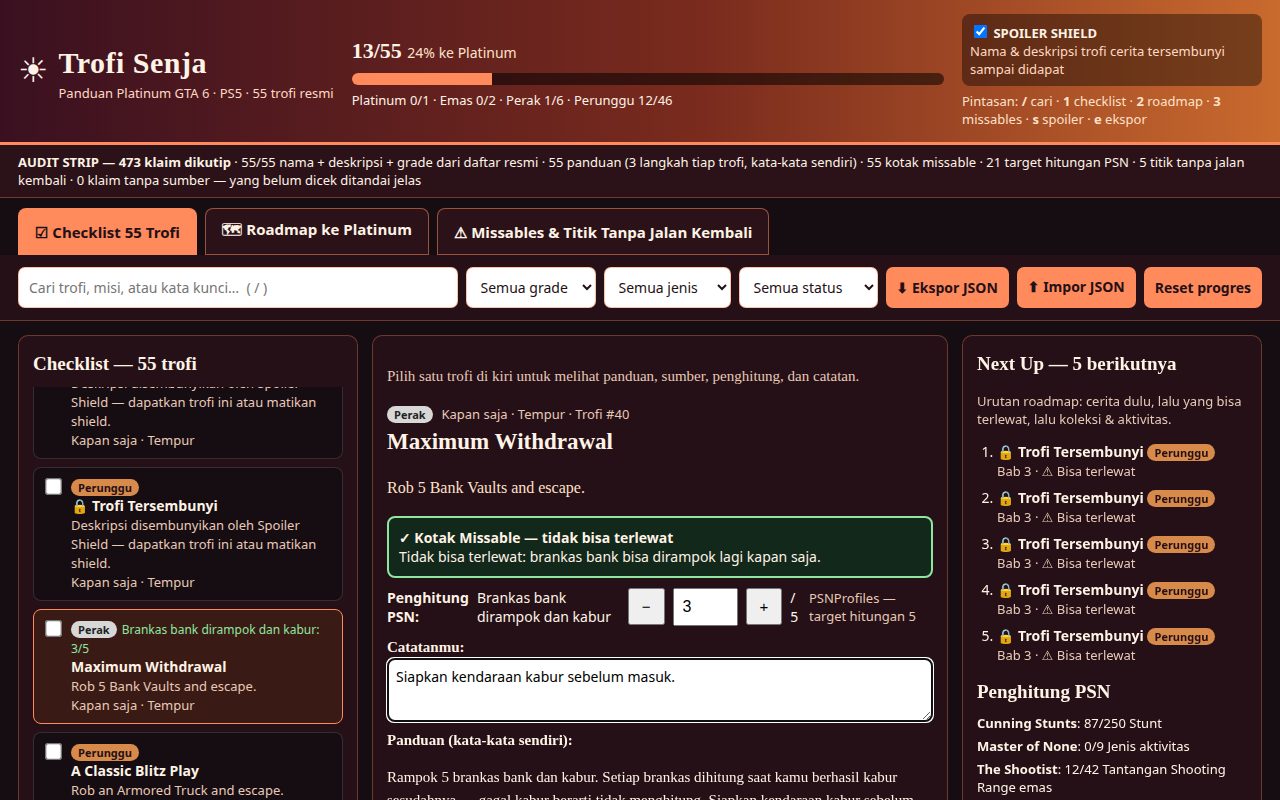 ☀ Trofi Senja
Panduan Platinum GTA 6 · PS5 · 55 trofi resmi
13/55 24% ke Platinum
Platinum 0/1 · Emas 0/2 · Perak 1/6 · Perunggu 12/46
SPOILER SHIELD
Nama & deskripsi trofi cerita tersembunyi
sampai didapat
Pintasan: / cari · 1 checklist · 2 roadmap · 3
missables · s spoiler · e ekspor
AUDIT STRIP — 473 klaim dikutip · 55/55 nama + deskripsi + grade dari daftar resmi · 55 panduan (3 langkah tiap trofi, kata-kata sendiri) · 55 kotak missable · 21 target hitungan PSN · 5 titik tanpa jalan
kembali · 0 klaim tanpa sumber — yang belum dicek ditandai jelas
☑ Checklist 55 Trofi
🗺 Roadmap ke Platinum
⚠ Missables & Titik Tanpa Jalan Kembali
Cari trofi, misi, atau kata kunci… ( / )
Semua grade
Semua jenis
Semua status
⬇ Ekspor JSON
⬆ Impor JSON
Reset progres
Checklist — 55 trofi
Deskripsi disembunyikan oleh Spoiler
Shield — dapatkan trofi ini atau matikan
shield.
Kapan saja · Tempur
Perunggu
🔒 Trofi Tersembunyi
Deskripsi disembunyikan oleh Spoiler
Shield — dapatkan trofi ini atau matikan
shield.
Kapan saja · Tempur
Perak Brankas bank dirampok dan kabur:
3/5
Maximum Withdrawal
Rob 5 Bank Vaults and escape.
Kapan saja · Tempur
Perunggu
A Classic Blitz Play
Rob an Armored Truck and escape.
Pilih satu trofi di kiri untuk melihat panduan, sumber, penghitung, dan catatan.
Perak Kapan saja · Tempur · Trofi #40
Maximum Withdrawal
Rob 5 Bank Vaults and escape.
✓ Kotak Missable — tidak bisa terlewat
Tidak bisa terlewat: brankas bank bisa dirampok lagi kapan saja.
Penghitung PSN:
Brankas bank dirampok dan kabur
− 3 + / 5
PSNProfiles — target hitungan 5
Catatanmu:
Siapkan kendaraan kabur sebelum masuk.
Panduan (kata-kata sendiri):
Rampok 5 brankas bank dan kabur. Setiap brankas dihitung saat kamu berhasil kabur
sesudahnya — gagal kabur berarti tidak menghitung. Siapkan kendaraan kabur sebelum
Next Up — 5 berikutnya
Urutan roadmap: cerita dulu, lalu yang bisa
terlewat, lalu koleksi & aktivitas.
1. 🔒 Trofi Tersembunyi Perunggu
Bab 3 · ⚠ Bisa terlewat
2. 🔒 Trofi Tersembunyi Perunggu
Bab 3 · ⚠ Bisa terlewat
3. 🔒 Trofi Tersembunyi Perunggu
Bab 3 · ⚠ Bisa terlewat
4. 🔒 Trofi Tersembunyi Perunggu
Bab 3 · ⚠ Bisa terlewat
5. 🔒 Trofi Tersembunyi Perunggu
Bab 3 · ⚠ Bisa terlewat
Penghitung PSN
Cunning Stunts: 87/250 Stunt
Master of None: 0/9 Jenis aktivitas
The Shootist: 12/42 Tantangan Shooting
Range emas